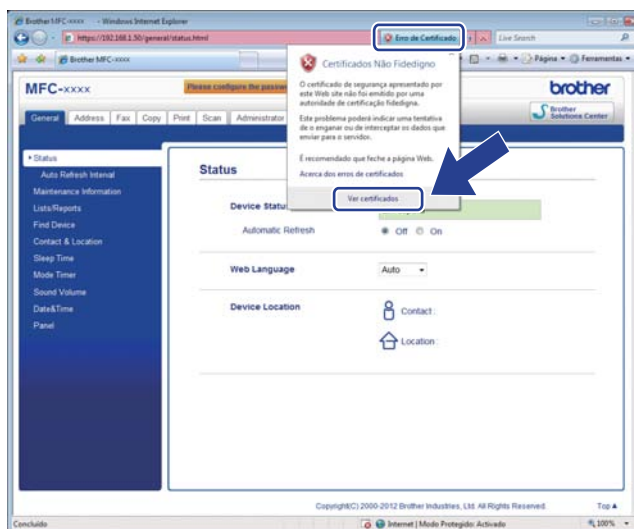 Brother MFC-xxxx - Windows Internet Explorer
https://192.168.1.50/general/status.html
Erro de Certificado
Live Search
Brother MFC-xxxx
Página
Ferramentas
MFC-xxxx
Please configure the password
brother
General
Address
Fax
Copy
Print
Scan
Administrator
Brother
Solutions Center
Certificados Não Fidedigno
O certificado de segurança apresentado por
este Web site não foi emitido por uma
autoridade de certificação fidedigna.
Este problema poderá indicar uma tentativa
de o enganar ou de interceptar os dados que
enviar para o servidor.
É recomendado que feche a página Web.
Acerca dos erros de certificados
Ver certificados
Status
Auto Refresh Interval
Maintenance Information
Lists/Reports
Find Device
Contact & Location
Sleep Time
Mode Timer
Sound Volume
Date&Time
Panel
Status
Device Status
Automatic Refresh
Off
On
Web Language
Auto
Device Location
Contact :
Location :
Copyright(C) 2000-2012 Brother Industries, Ltd. All Rights Reserved.
Top
Concluído
Internet | Modo Protegido: Activado
100%